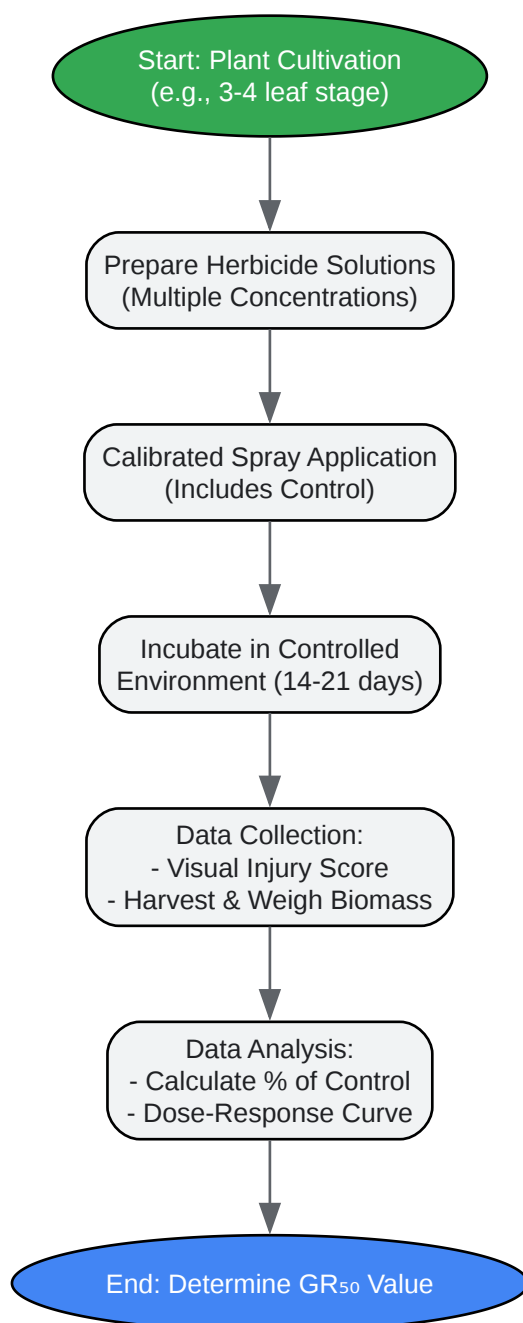 Start: Plant Cultivation
(e.g., 3-4 leaf stage)
Prepare Herbicide Solutions
(Multiple Concentrations)
Calibrated Spray Application
(Includes Control)
Incubate in Controlled
Environment (14-21 days)
Data Collection:
- Visual Injury Score
- Harvest & Weigh Biomass
Data Analysis:
- Calculate % of Control
- Dose-Response Curve
End: Determine GR₅₀ Value